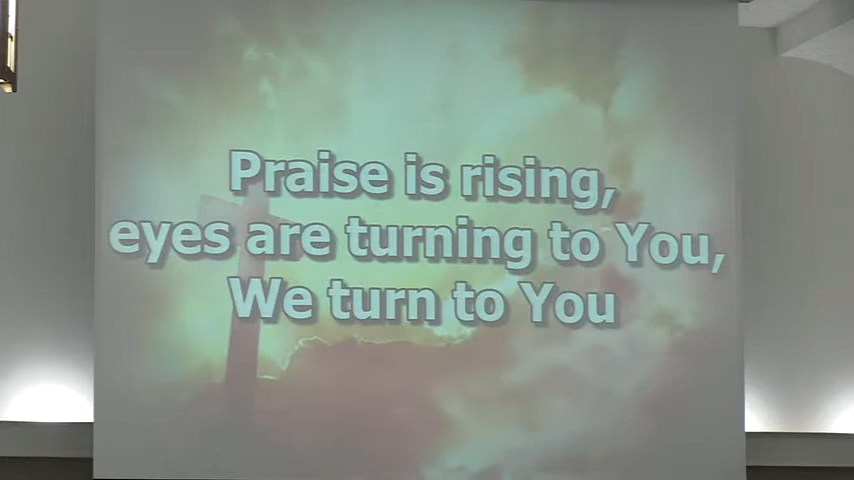 Praise is rising,
eyes are turning to You,
We turn to You